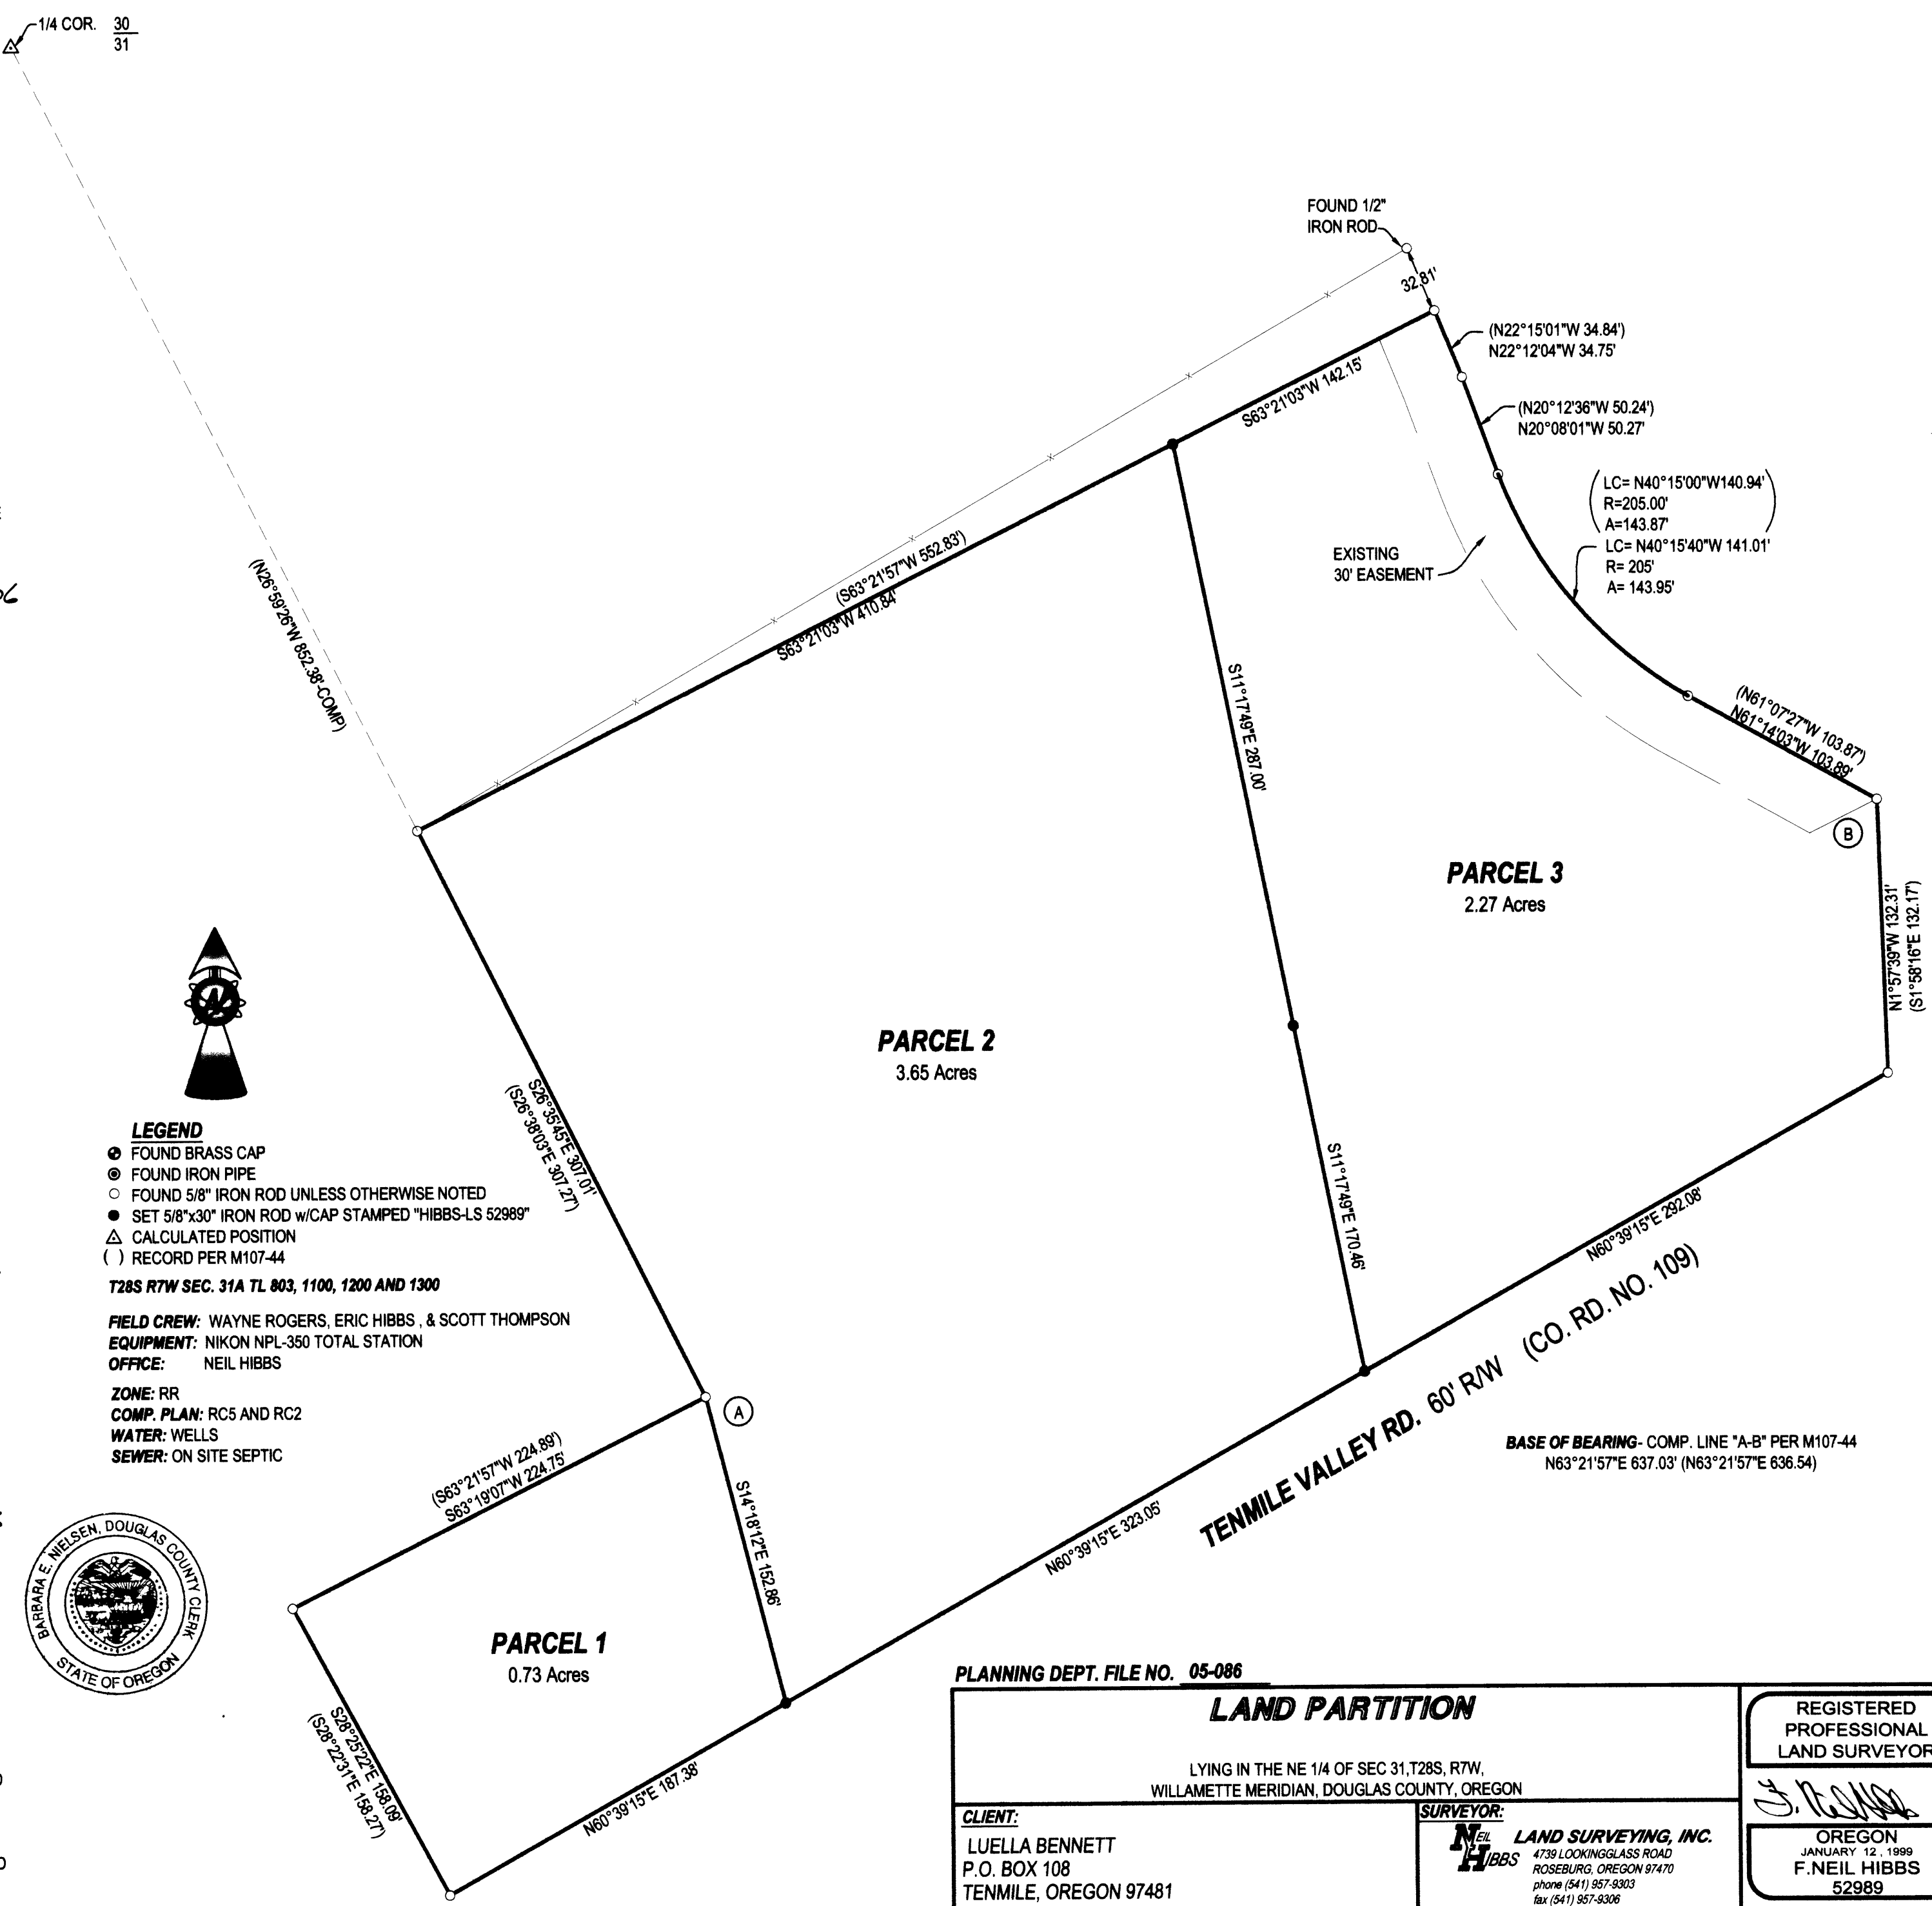 1/4 COR. 30
31
FOUND 1/2"
IRON ROD
32.81'
(N22°15'01"W 34.84')
N22°12'04"W 34.75'
(N20°12'36"W 50.24')
N20°08'01"W 50.27'
LC= N40°15'00"W140.94'
R=205.00'
A=143.87'
LC= N40°15'40"W 141.01'
R= 205'
A= 143.95'
EXISTING
30' EASEMENT
S63°21'03"W 142.15'
(S63°21'57"W 552.83')
S63°21'03"W 410.84'
(N26°59'26"W 852.38'-COMP)
S11°17'49"E 287.00'
(N61°07'27"W 103.87')
N61°14'03"W 103.89'
B
PARCEL 3
2.27 Acres
N1°57'39"W 132.31'
(S1°58'16"E 132.17')
PARCEL 2
3.65 Acres
S26°35'45"E 307.01'
(S26°38'03"E 307.27')
S11°17'49"E 170.46'
N60°39'15"E 292.08'
LEGEND
FOUND BRASS CAP
FOUND IRON PIPE
FOUND 5/8" IRON ROD UNLESS OTHERWISE NOTED
SET 5/8"x30" IRON ROD w/CAP STAMPED "HIBBS-LS 52989"
CALCULATED POSITION
( ) RECORD PER M107-44
T28S R7W SEC. 31A TL 803, 1100, 1200 AND 1300
FIELD CREW: WAYNE ROGERS, ERIC HIBBS , & SCOTT THOMPSON
EQUIPMENT: NIKON NPL-350 TOTAL STATION
OFFICE: NEIL HIBBS
ZONE: RR
COMP. PLAN: RC5 AND RC2
WATER: WELLS
SEWER: ON SITE SEPTIC
A
(S63°21'57"W 224.89')
S63°19'07"W 224.75'
S14°18'12"E 152.86'
N60°39'15"E 323.05'
TENMILE VALLEY RD. 60' R/W (CO. RD. NO. 109)
BASE OF BEARING- COMP. LINE "A-B" PER M107-44
N63°21'57"E 637.03' (N63°21'57"E 636.54)
BARBARA E. NIELSEN, DOUGLAS COUNTY CLERK
STATE OF OREGON
PARCEL 1
0.73 Acres
S28°25'22"E 158.09'
(S28°22'31"E 158.27')
N60°39'15"E 187.38'
PLANNING DEPT. FILE NO. 05-086
LAND PARTITION
LYING IN THE NE 1/4 OF SEC 31,T28S, R7W,
WILLAMETTE MERIDIAN, DOUGLAS COUNTY, OREGON
CLIENT:
LUELLA BENNETT
P.O. BOX 108
TENMILE, OREGON 97481
SURVEYOR:
NEIL HIBBS LAND SURVEYING, INC.
4739 LOOKINGGLASS ROAD
ROSEBURG, OREGON 97470
phone (541) 957-9303
fax (541) 957-9306
REGISTERED
PROFESSIONAL
LAND SURVEYOR
OREGON
JANUARY 12 , 1999
F.NEIL HIBBS
52989